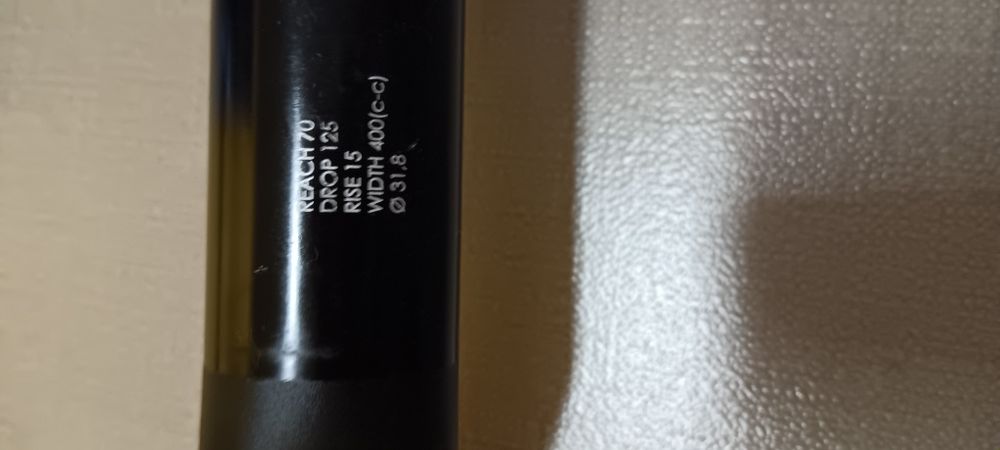 REACH 70
DROP 125
RISE 15
WIDTH 400(c-c)
Ø 31.8